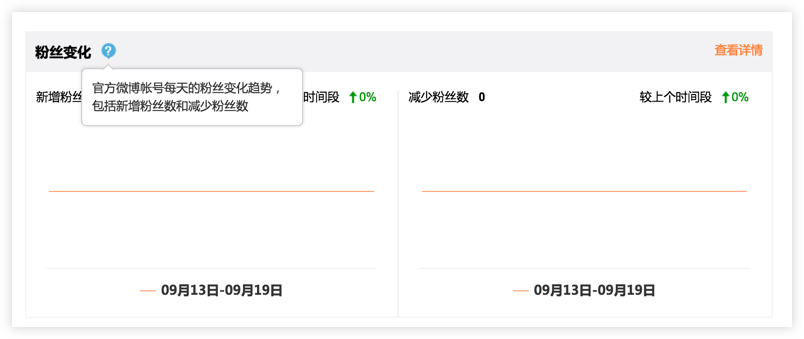 粉丝变化 ? 查看详情
官方微博帐号每天的粉丝变化趋势，
包括新增粉丝数和减少粉丝数
新增粉丝 时间段 0%
减少粉丝数 0 较上个时间段 0%
09月13日-09月19日
09月13日-09月19日